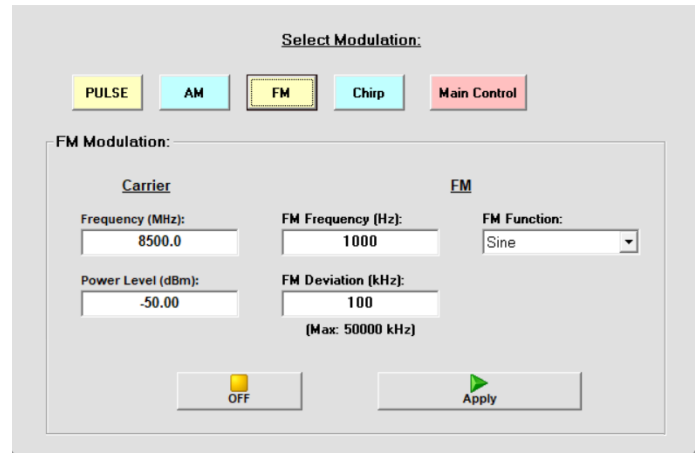 Select Modulation:
PULSE AM FM Chirp Main Control
FM Modulation:
Carrier FM
Frequency (MHz): FM Frequency (Hz): FM Function:
8500.0 1000 Sine
Power Level (dBm): FM Deviation (kHz):
-50.00 100
(Max: 50000 kHz)
OFF Apply